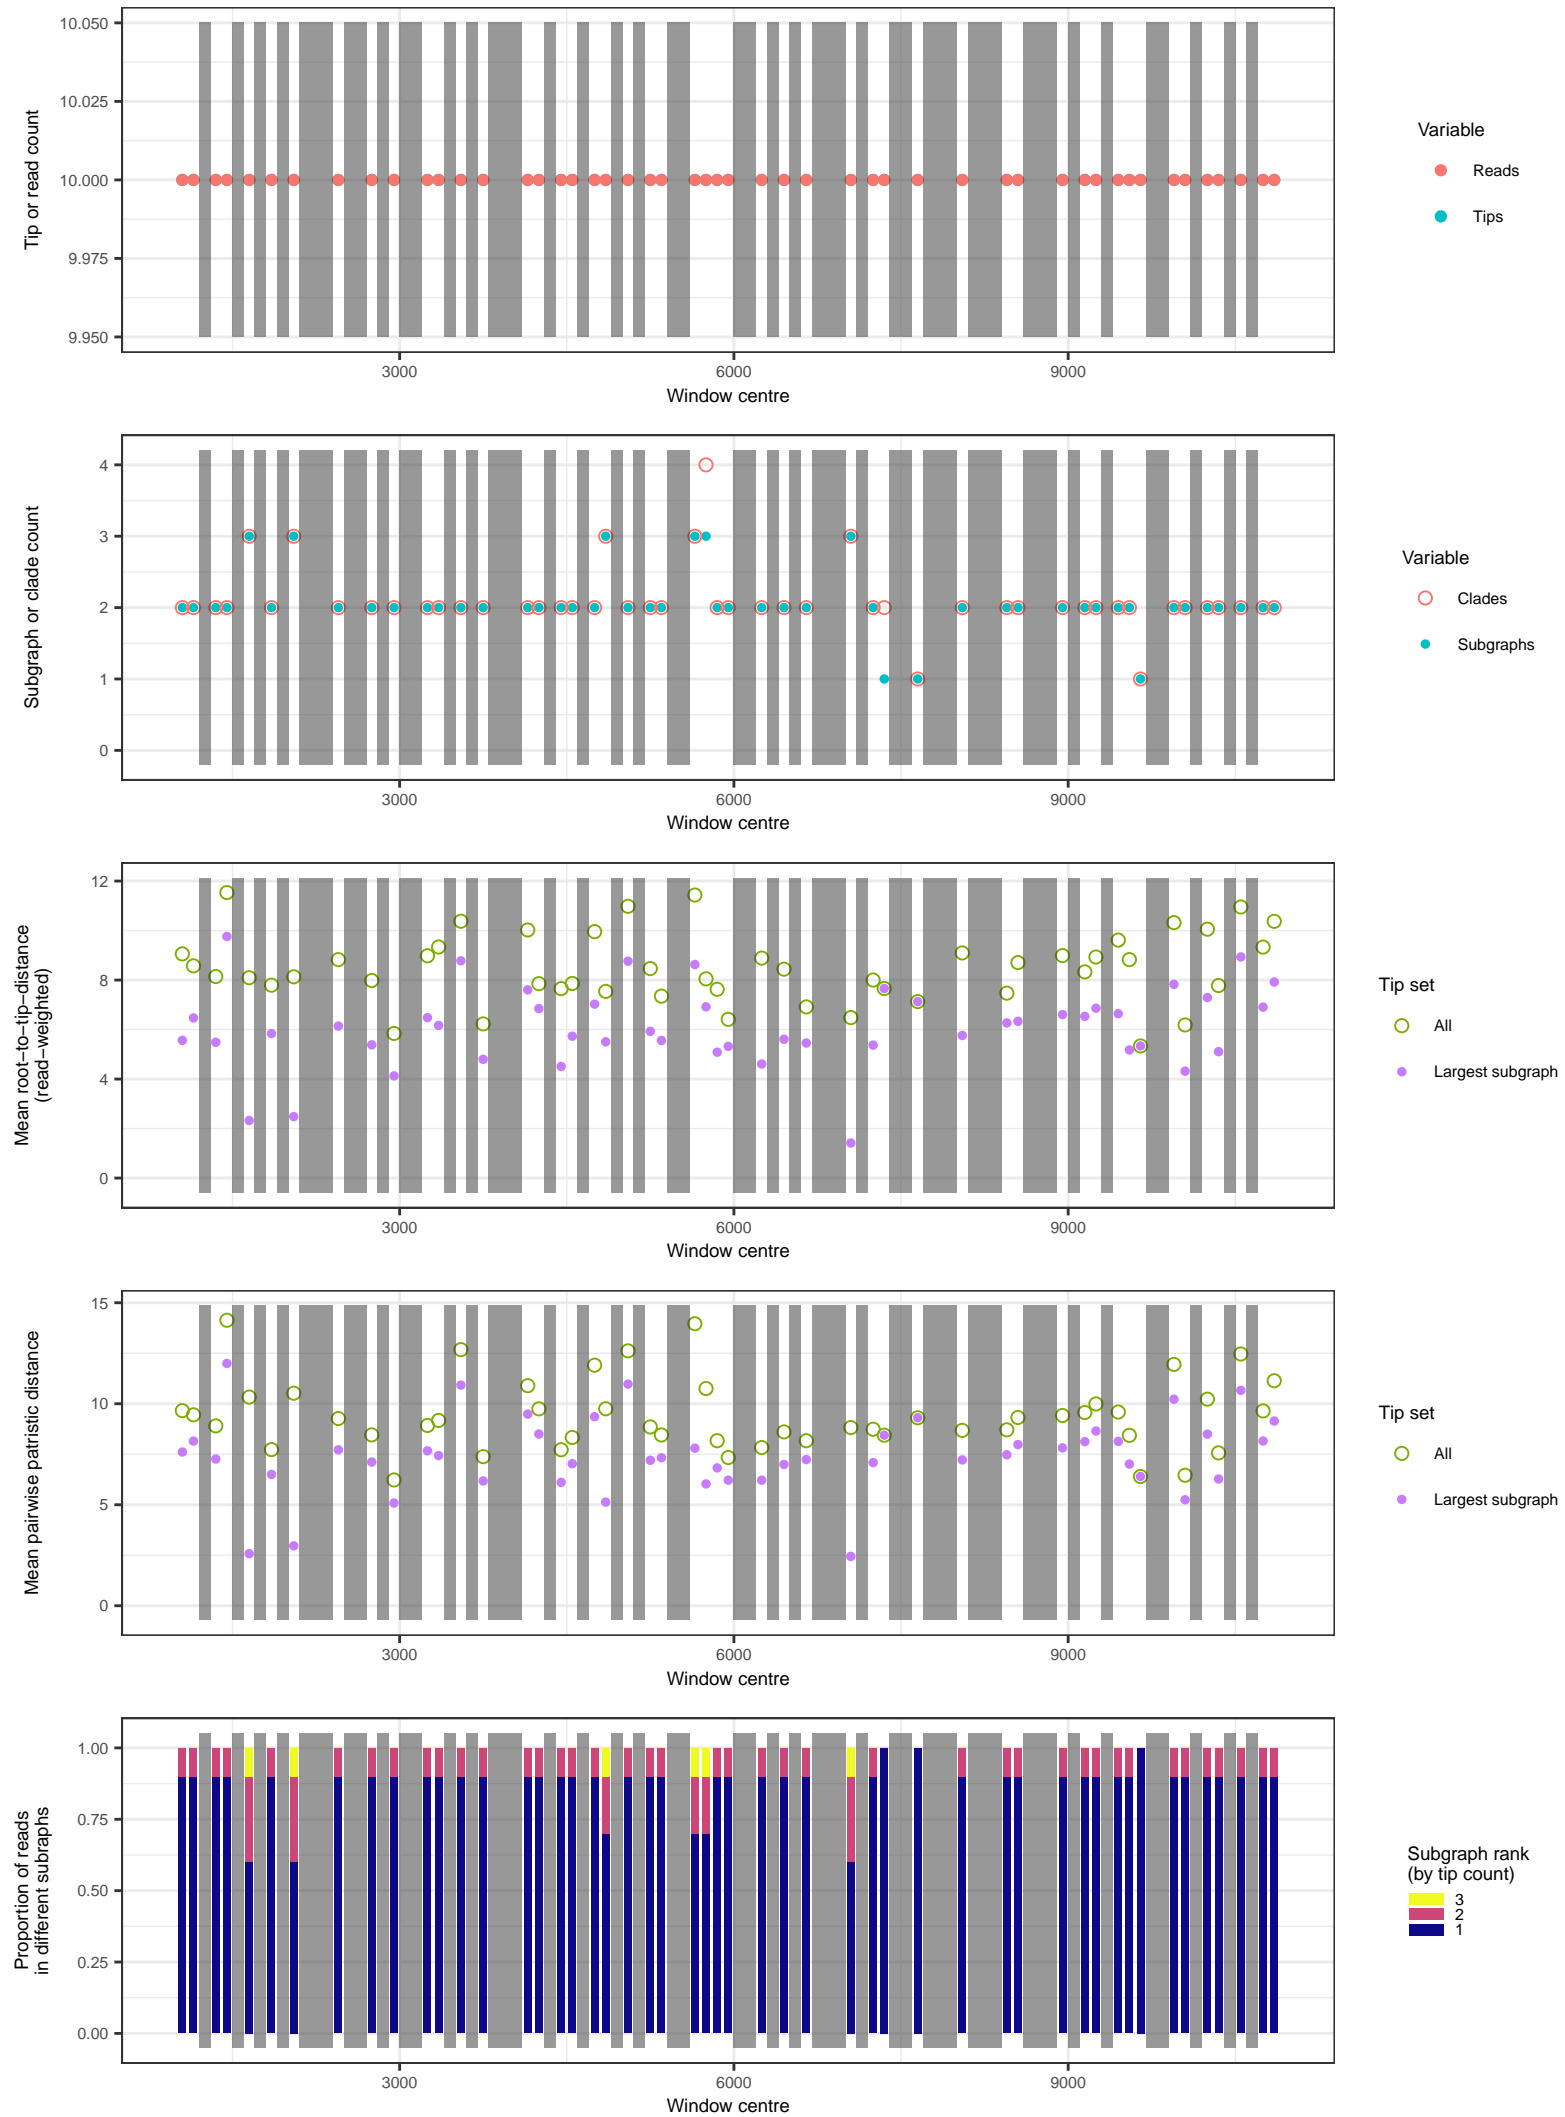 10.050
10.025
10.000
9.975
9.950
Tip or read count
3000
6000
9000
Window centre
Variable
Reads
Tips
4
3
2
1
0
Subgraph or clade count
3000
6000
9000
Window centre
Variable
Clades
Subgraphs
12
8
4
0
Mean root−to−tip−distance
(read−weighted)
3000
6000
9000
Window centre
Tip set
All
Largest subgraph
15
10
5
0
Mean pairwise patristic distance
3000
6000
9000
Window centre
Tip set
All
Largest subgraph
1.00
0.75
0.50
0.25
0.00
Proportion of reads
in different subraphs
3000
6000
9000
Window centre
Subgraph rank
(by tip count)
3
2
1